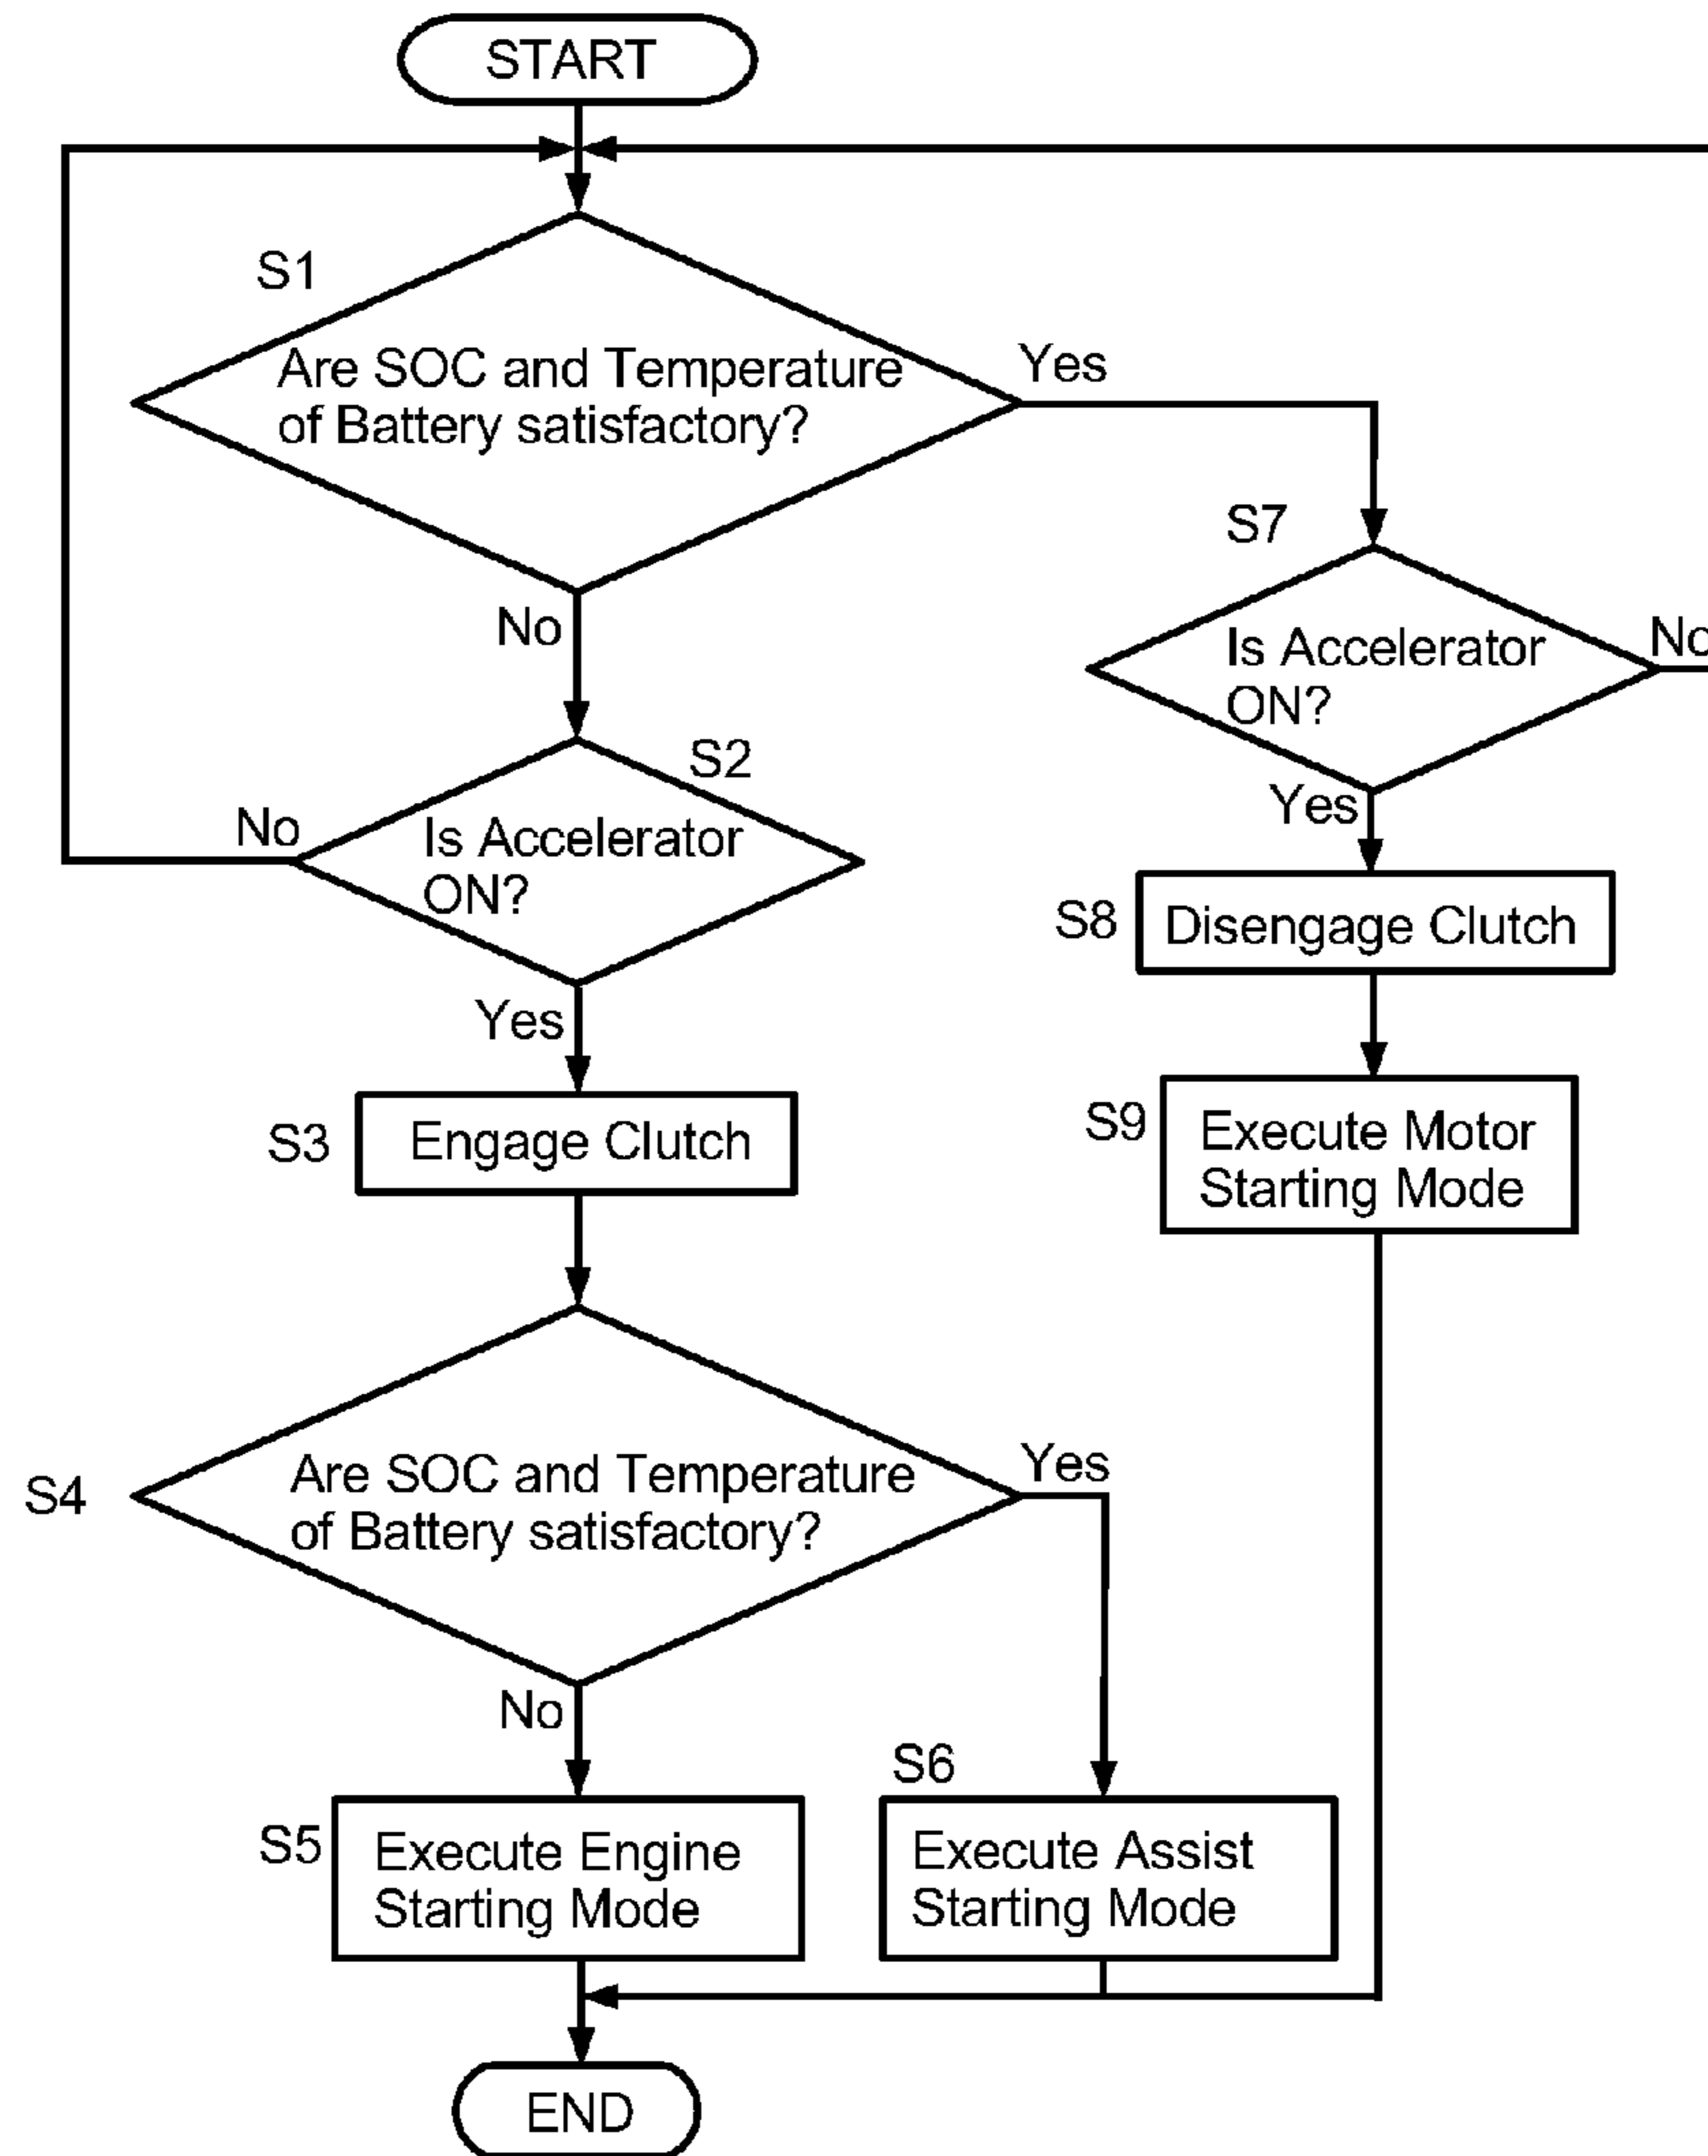 START
S1
Are SOC and Temperature
of Battery satisfactory?
Yes
No
S7
Is Accelerator
ON?
No
Yes
S2
Is Accelerator
ON?
No
Yes
S8
Disengage Clutch
S3
Engage Clutch
S9
Execute Motor
Starting Mode
S4
Are SOC and Temperature
of Battery satisfactory?
Yes
No
S5
Execute Engine
Starting Mode
S6
Execute Assist
Starting Mode
END